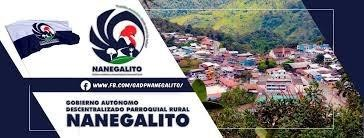 NANEGALITO
WWW.FB.COM/GADPNANEGALITO/
GOBIERNO AUTÓNOMO
DESCENTRALIZADO PARROQUIAL RURAL
NANEGALITO